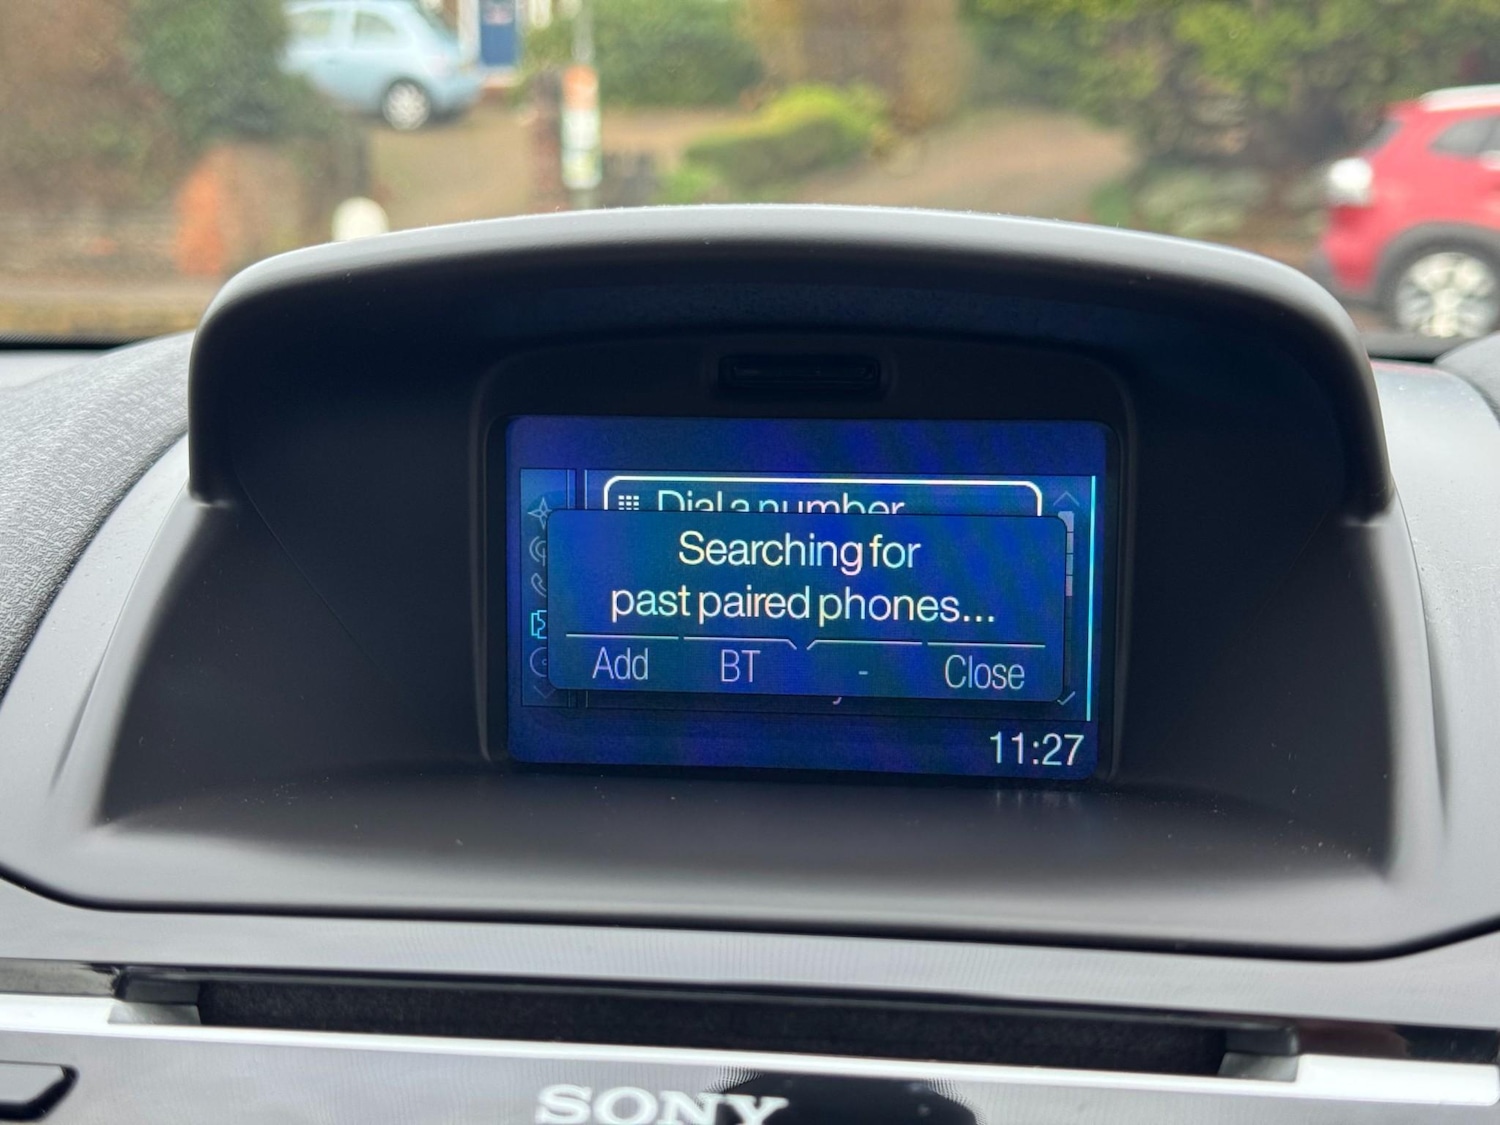 Dial a number
Searching for
past paired phones...
Add BT - Close
11:27
SONY